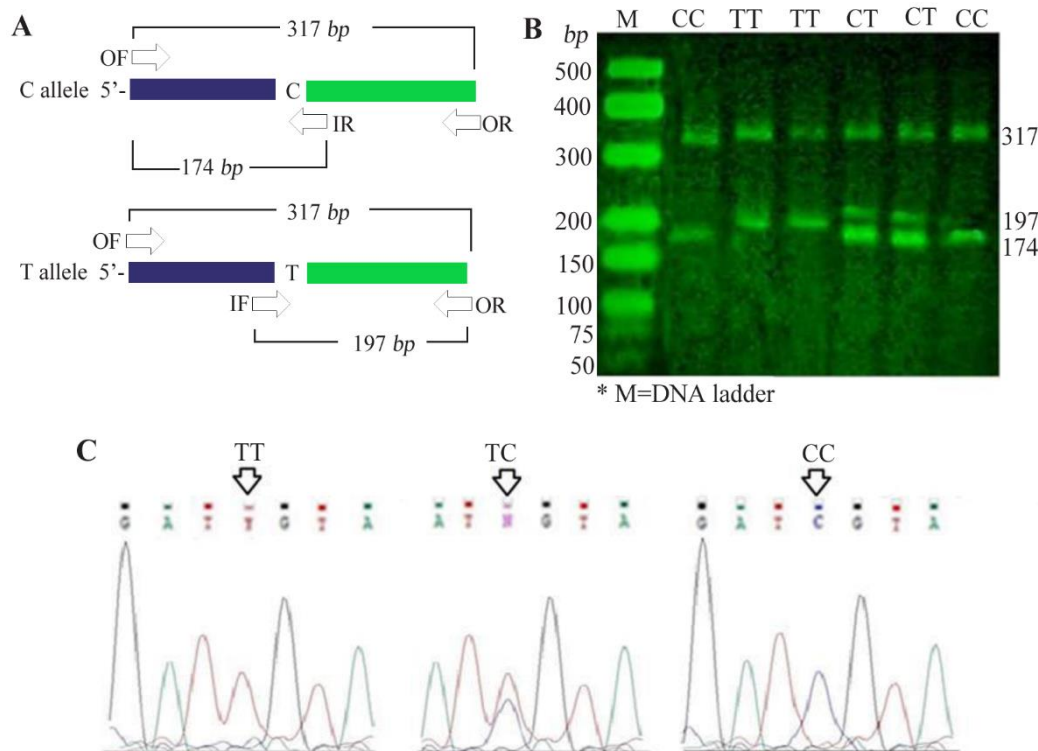 A
317 bp
OF
C allele 5'- C
IR
OR
174 bp
317 bp
OF
T allele 5'- T
IF
OR
197 bp
B
bp M CC TT TT CT CT CC
500
400
300
200
150
100
75
50
317
197
174
* M=DNA ladder
C
TT TC CC
G A T T G T A
A T N G T A
G A T C G T A